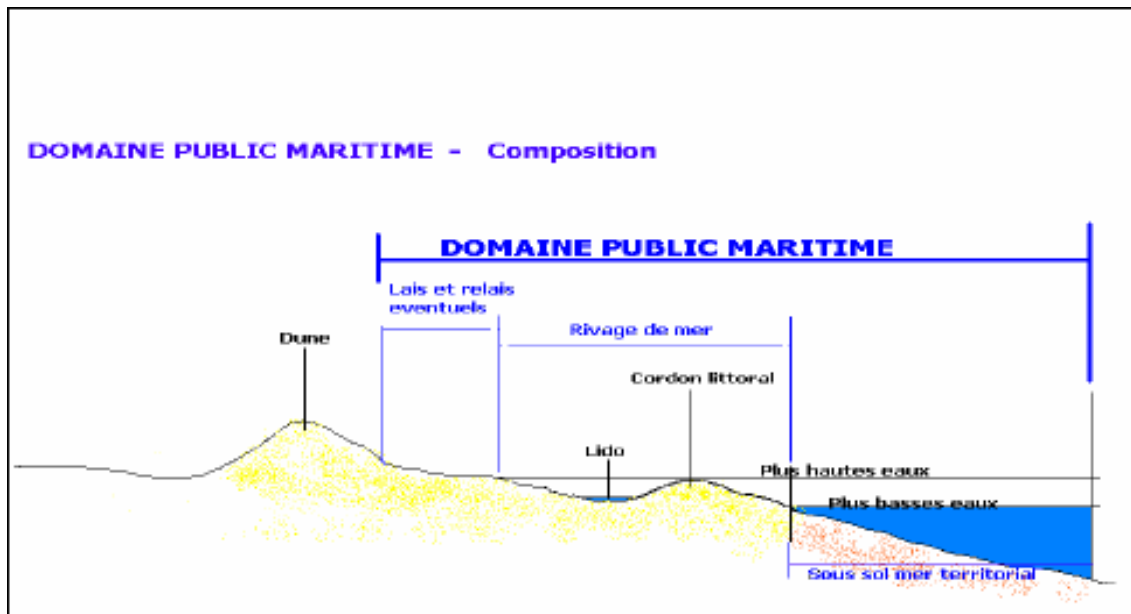 DOMAINE PUBLIC MARITIME - Composition
DOMAINE PUBLIC MARITIME
Lais et relais
eventuels
Rivage de mer
Dune
Cordon littoral
Lido
Plus hautes eaux
Plus basses eaux
Sous sol mer territorial